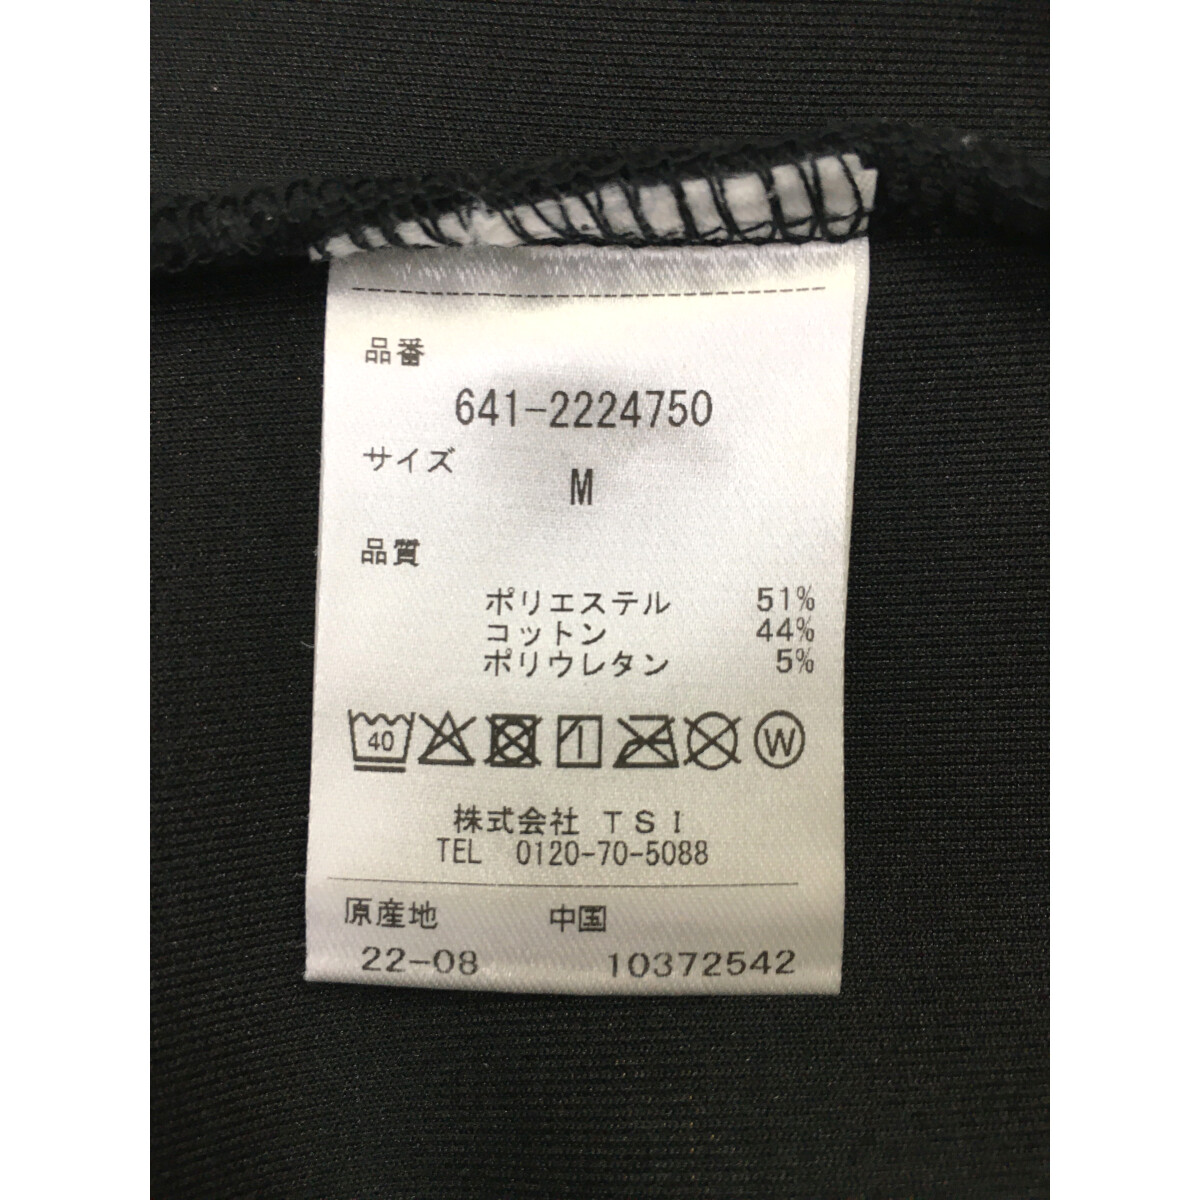 品番
641-2224750
サイズ
M
品質
ポリエステル 51%
コットン 44%
ポリウレタン 5%
40 W
株式会社 TSI
TEL 0120-70-5088
原産地 中国
22-08 10372542